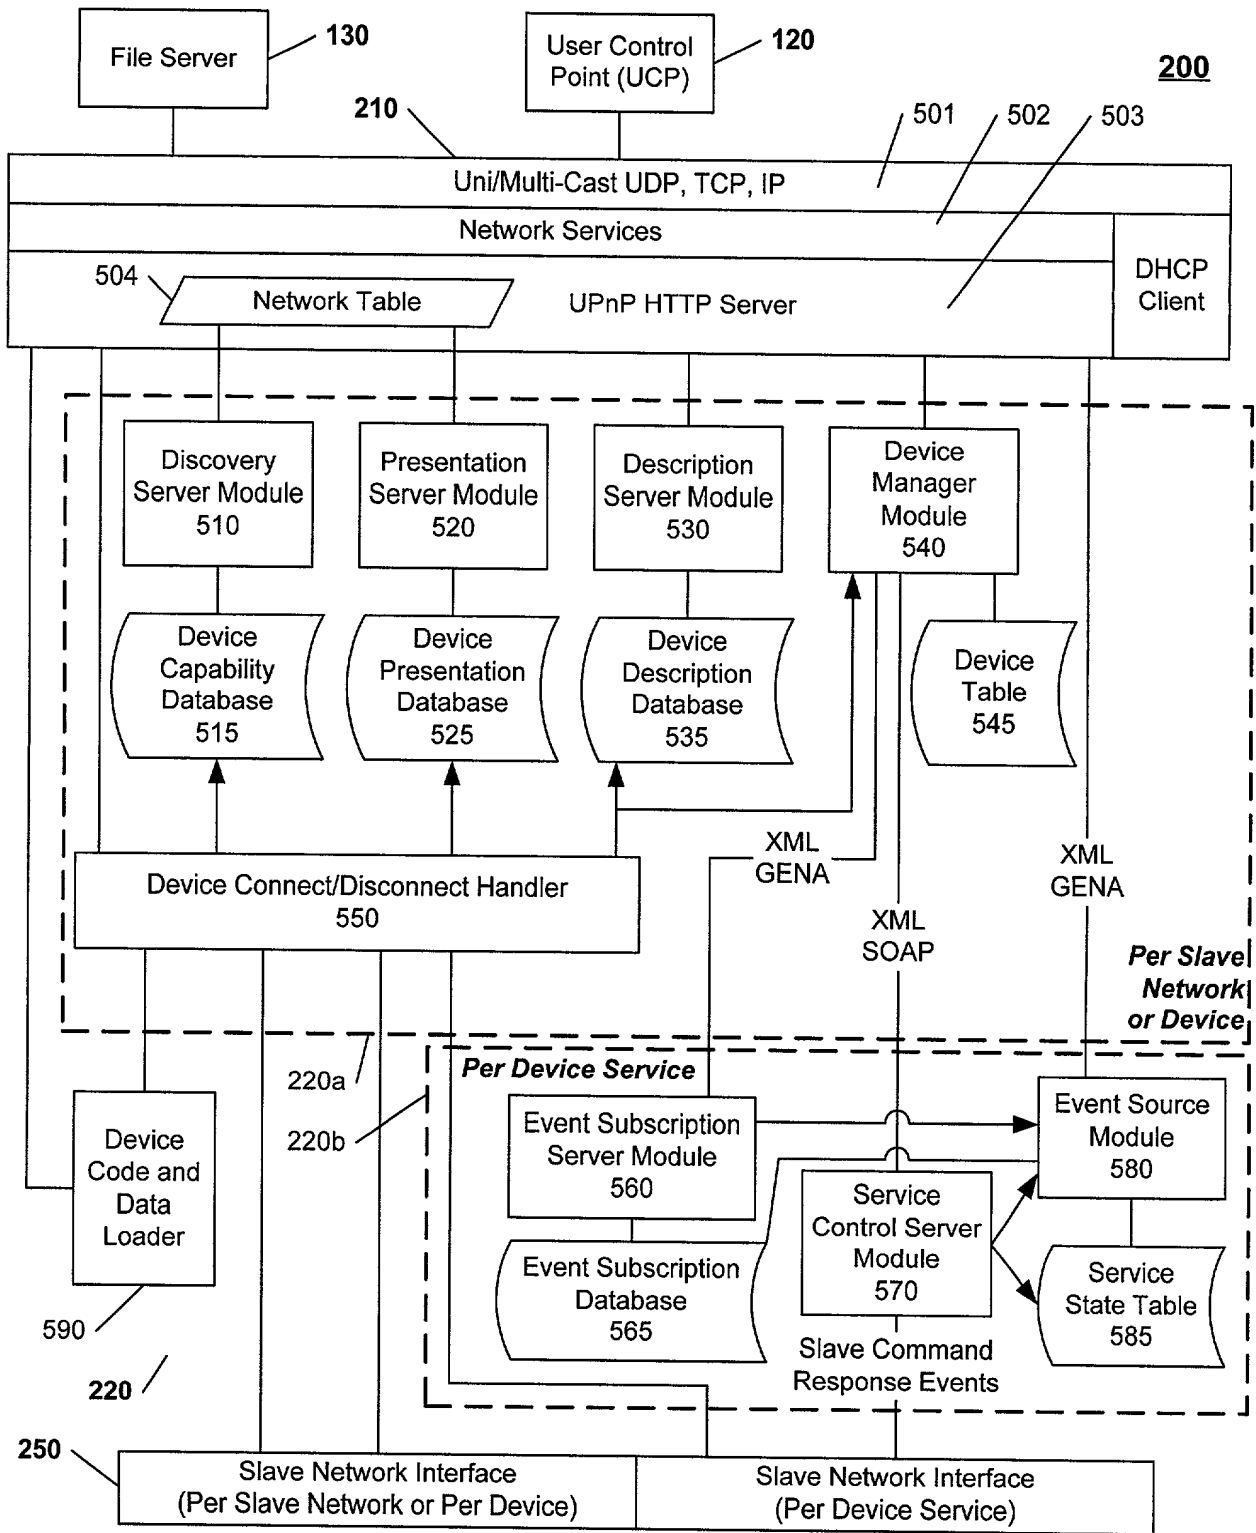 File Server
130
User Control
Point (UCP)
120
200
210
501
502
503
Uni/Multi-Cast UDP, TCP, IP
Network Services
DHCP
Client
504
Network Table
UPnP HTTP Server
Discovery
Server Module
510
Presentation
Server Module
520
Description
Server Module
530
Device
Manager
Module
540
Device
Capability
Database
515
Device
Presentation
Database
525
Device
Description
Database
535
Device
Table
545
XML
GENA
XML
GENA
Device Connect/Disconnect Handler
550
XML
SOAP
Per Slave
Network
or Device
220a
Per Device Service
220b
Device
Code and
Data
Loader
Event Subscription
Server Module
560
Event Source
Module
580
Service
Control Server
Module
570
Event Subscription
Database
565
Service
State Table
585
590
220
Slave Command
Response Events
250
Slave Network Interface
(Per Slave Network or Per Device)
Slave Network Interface
(Per Device Service)